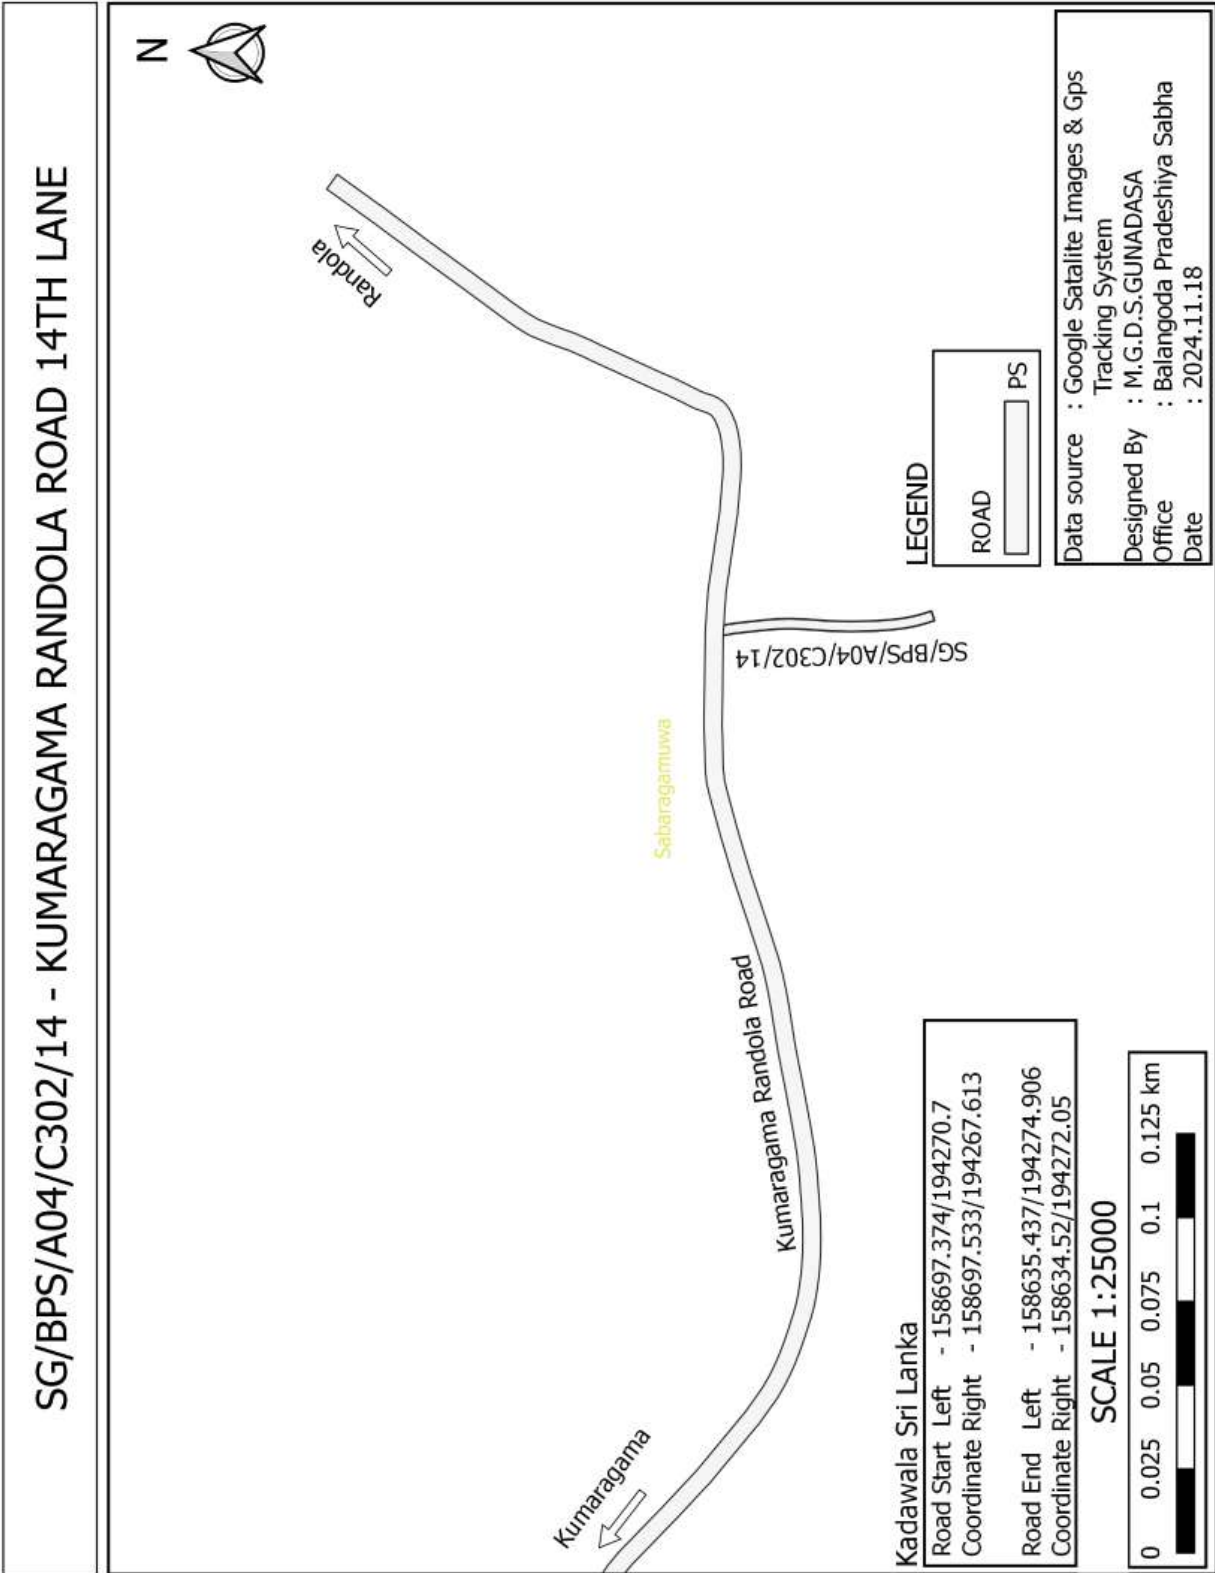 SG/BPS/A04/C302/14 - KUMARAGAMA RANDOLA ROAD 14TH LANE
N
Randola
Sabaragamuwa
SG/BPS/A04/C302/14
Kumaragama Randola Road
Kumaragama
Kadawala Sri Lanka
Road Start Left - 158697.374/194270.7
Coordinate Right - 158697.533/194267.613
Road End Left - 158635.437/194274.906
Coordinate Right - 158634.52/194272.05
SCALE 1:25000
0 0.025 0.05 0.075 0.1 0.125 km
LEGEND
ROAD
PS
Data source : Google Satalite Images & Gps
Tracking System
Designed By : M.G.D.S.GUNADASA
Office : Balangoda Pradeshiya Sabha
Date : 2024.11.18